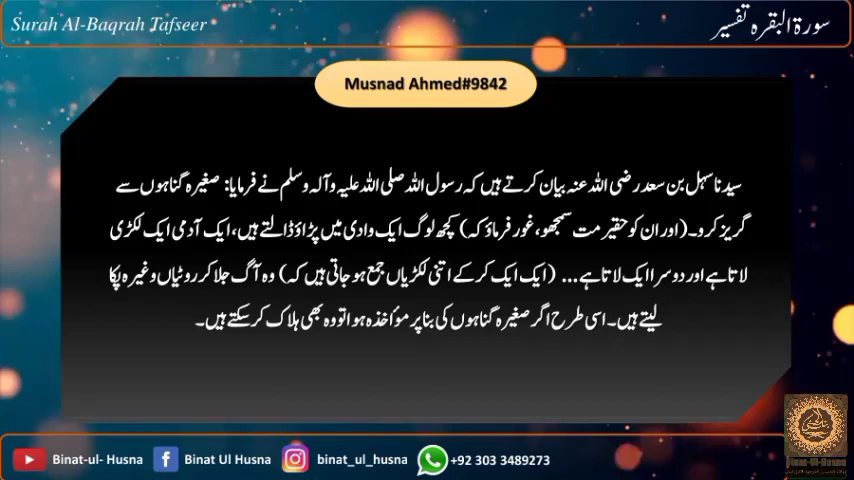 Surah Al-Baqrah Tafseer
سورۃ البقرہ تفسیر
Musnad Ahmed#9842
سیدنا سہل بن سعد رضی اللہ عنہ بیان کرتے ہیں کہ رسول اللہ صلی اللہ علیہ وآلہ وسلم نے فرمایا: صغیرہ گناہوں سے
گریز کرو۔ (اور ان کو حقیر مت سمجھو، غور فرماؤ کہ) کچھ لوگ ایک وادی میں پڑاؤ ڈالتے ہیں، ایک آدمی ایک لکڑی
لاتا ہے اور دوسرا ایک لاتا ہے... (ایک ایک کر کے اتنی لکڑیاں جمع ہو جاتی ہیں کہ) وہ آگ جلا کر روٹیاں وغیرہ پکا
لیتے ہیں۔ اسی طرح اگر صغیرہ گناہوں کی بنا پر مؤاخذہ ہوا تو وہ بھی ہلاک کر سکتے ہیں۔
Binat-ul- Husna
Binat Ul Husna
binat_ul_husna
+92 303 3489273
Binat-Ul-Husna